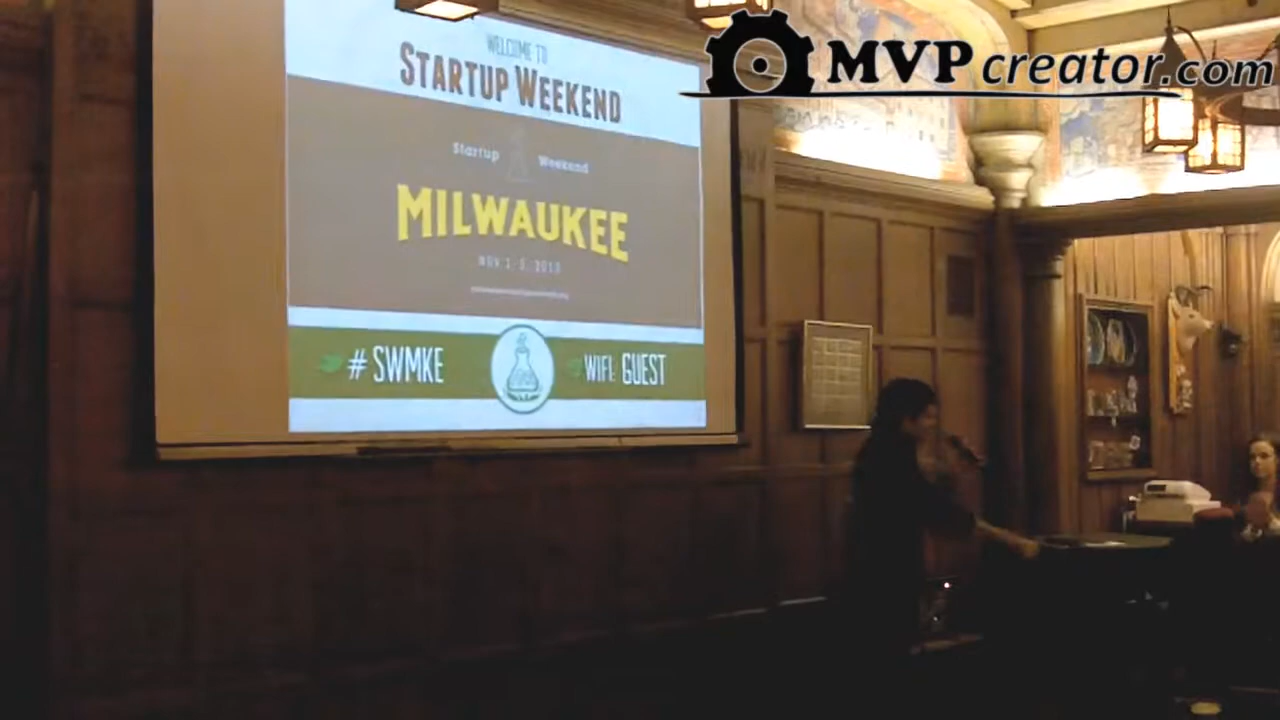 WELCOME TO
STARTUP WEEKEND
Startup Weekend
MILWAUKEE
# SWMKE
WIFI: GUEST
MVPcreator.com